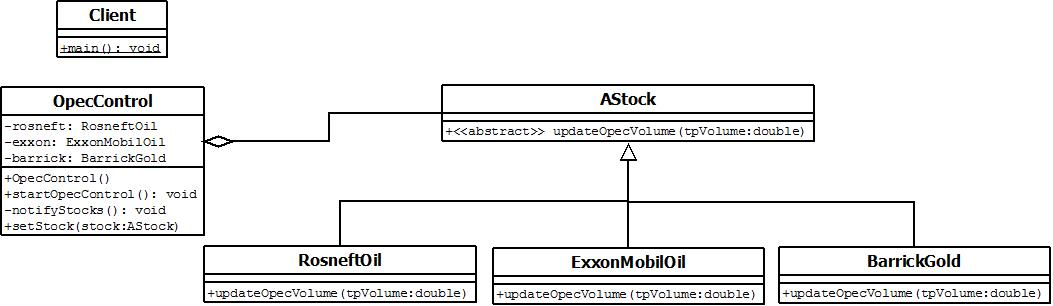 Client
+main(): void
OpecControl
-rosneft: RosneftOil
-exxon: ExxonMobilOil
-barrick: BarrickGold
+OpecControl()
+startOpecControl(): void
-notifyStocks(): void
+setStock(stock:AStock)
AStock
+<<abstract>> updateOpecVolume(tpVolume:double)
RosneftOil
+updateOpecVolume(tpVolume:double)
ExxonMobilOil
+updateOpecVolume(tpVolume:double)
BarrickGold
+updateOpecVolume(tpVolume:double)